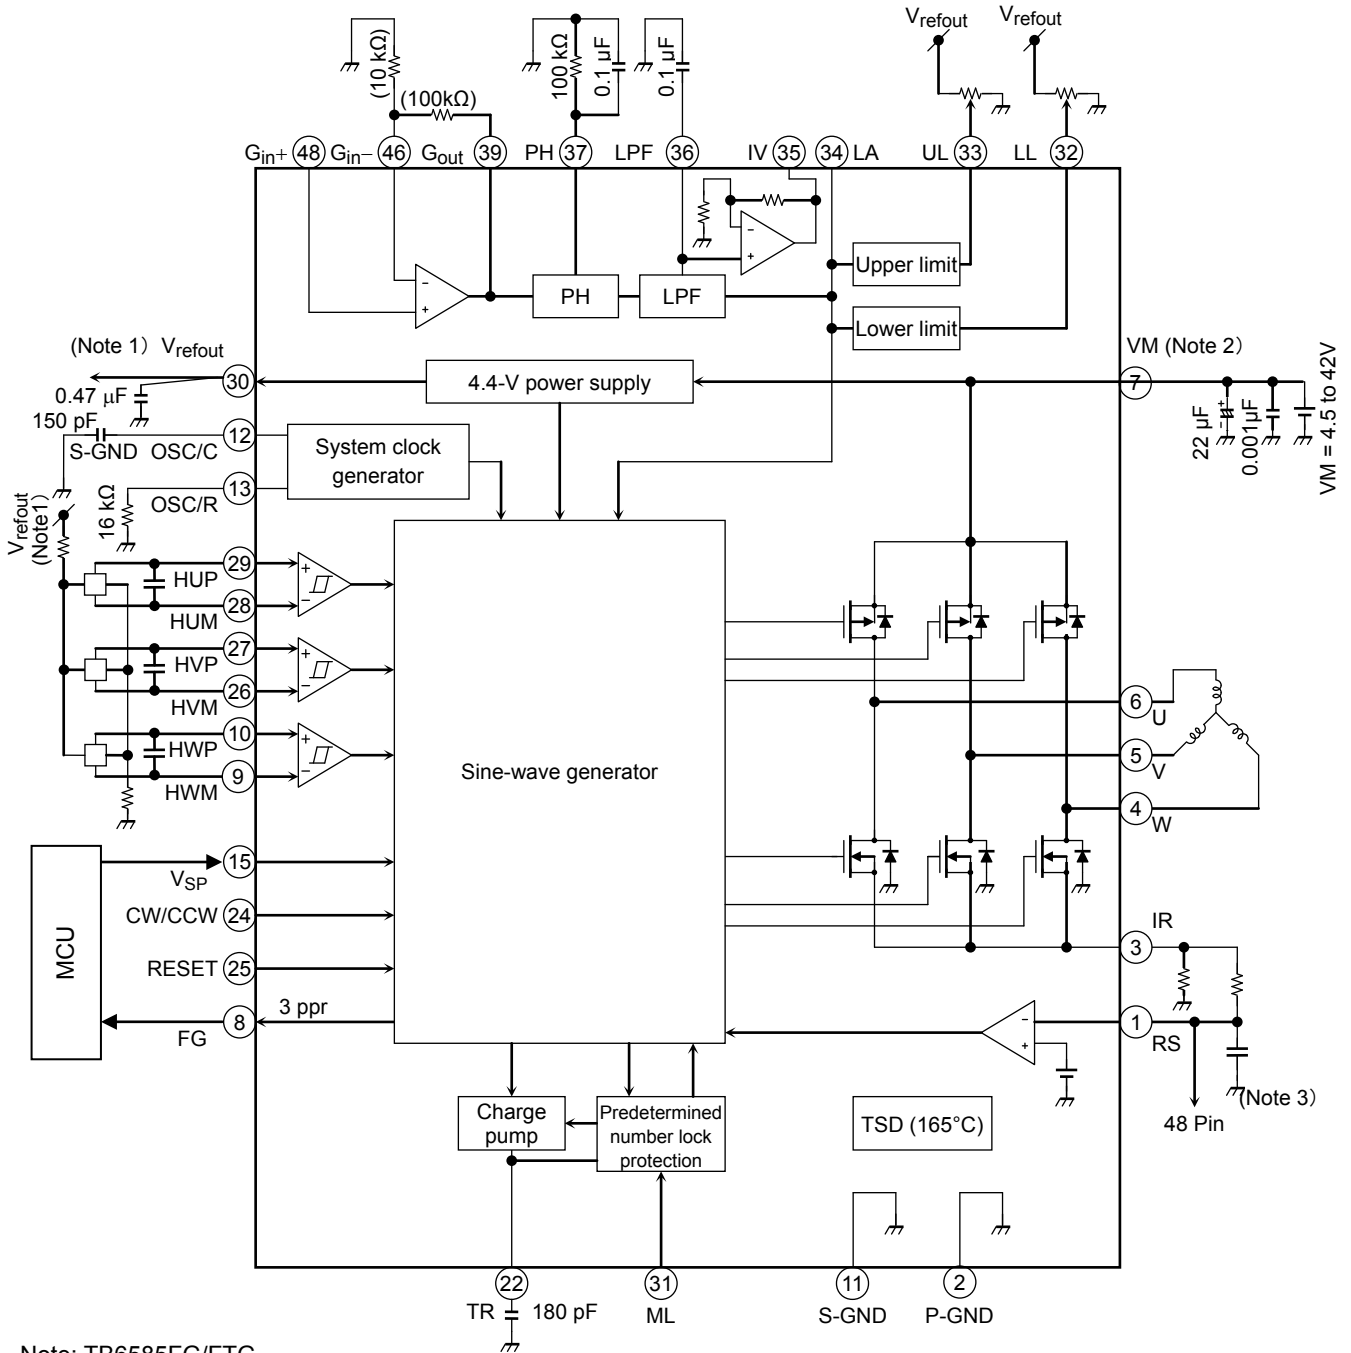 Vrefout
Vrefout
(10 kΩ)
(100kΩ)
100 kΩ
0.1 μF
0.1 μF
Gin+ 48
Gin− 46
Gout 39
PH 37
LPF 36
IV 35
34 LA
UL 33
LL 32
−
+
−
+
PH
LPF
Upper limit
Lower limit
(Note 1) Vrefout
30
0.47 μF
4.4-V power supply
VM (Note 2)
7
22 μF
+
0.001μF
VM = 4.5 to 42V
150 pF
S-GND
OSC/C
12
System clock
generator
13
OSC/R
16 kΩ
Vrefout
(Note1)
29
HUP
28
HUM
27
HVP
26
HVM
10
HWP
9
HWM
+
−
+
−
+
−
Sine-wave generator
6
U
5
V
4
W
MCU
15
VSP
CW/CCW 24
RESET 25
8
FG
3 ppr
IR
3
1
RS
−
+
(Note 3)
48 Pin
Charge
pump
Predetermined
number lock
protection
TSD (165°C)
22
TR
180 pF
31
ML
11
S-GND
2
P-GND